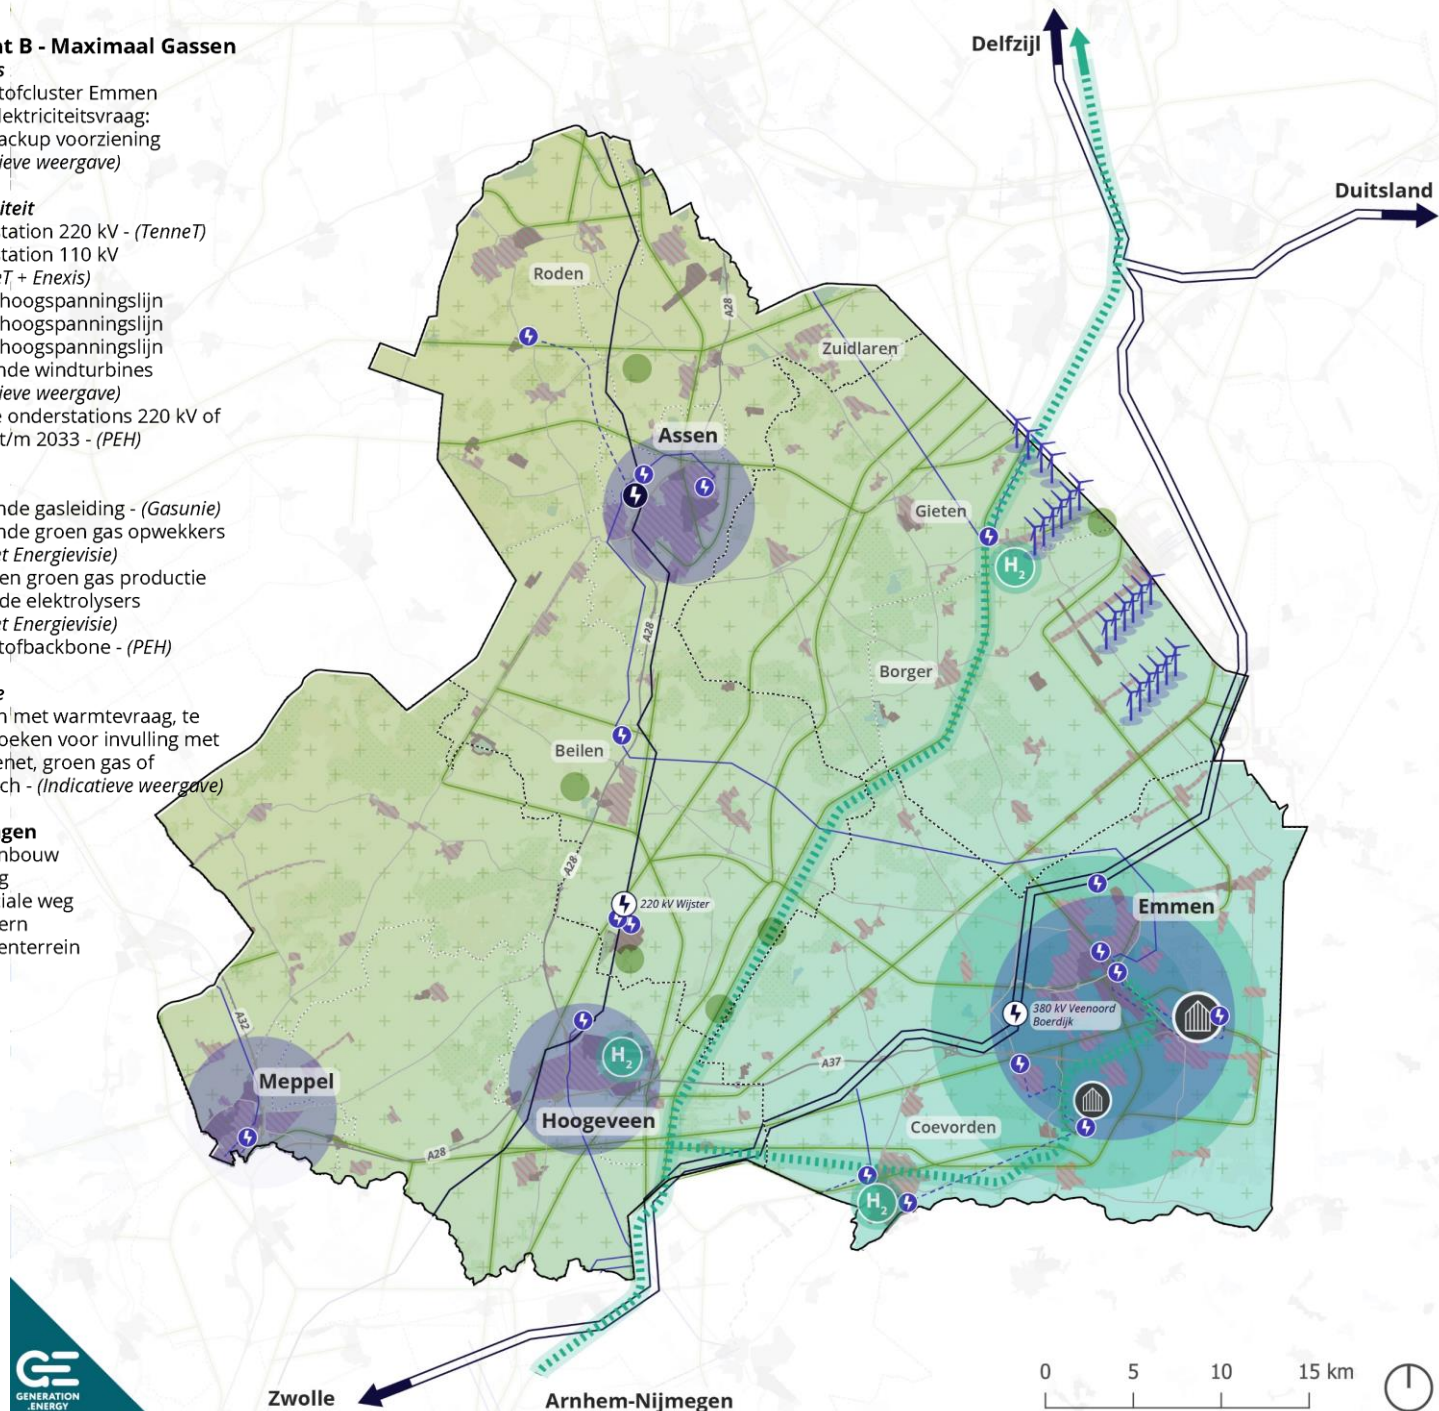 t B - Maximaal Gassen
s
tofcluster Emmen
lektriciteitsvraag:
ackup voorziening
ieve weergave)
iteit
tation 220 kV - (TenneT)
station 110 kV
eT + Enexis)
hoogspanningslijn
hoogspanningslijn
hoogspanningslijn
nde windturbines
ieve weergave)
e onderstations 220 kV of
t/m 2033 - (PEH)
nde gasleiding - (Gasunie)
nde groen gas opwekkers
et Energievisie)
en groen gas productie
de elektrolysers
et Energievisie)
tofbackbone - (PEH)
e
n met warmtevraag, te
oeken voor invulling met
enet, groen gas of
ch - (Indicatieve weergave)
gen
nbouw
g
iale weg
ern
enterrein
Delfzijl
Duitsland
Roden
A28
Zuidlaren
Assen
Gieten
H2
A28
Borger
Beilen
A28
220 kV Wijster
Emmen
380 kV Veenoord
Boerdijk
A32
H2
A37
Meppel
Hoogeveen
Coevorden
A28
H2
GENERATION
.ENERGY
Zwolle
Arnhem-Nijmegen
0 5 10 15 km